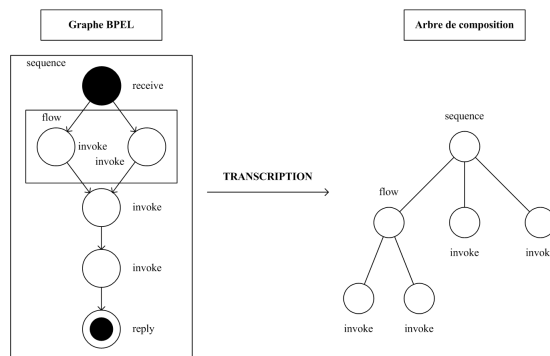 Graphe BPEL
Arbre de composition
sequence
receive
flow
invoke
invoke
invoke
invoke
reply
TRANSCRIPTION
sequence
flow
invoke
invok
invoke
invoke